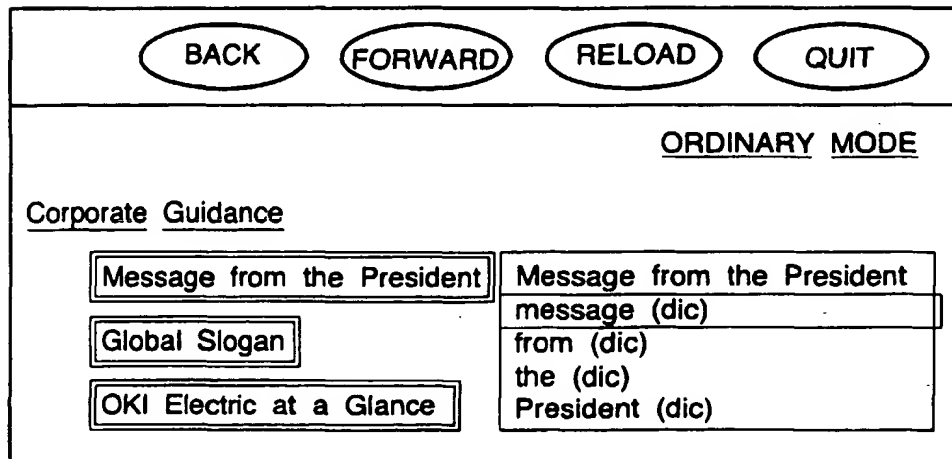 BACK FORWARD RELOAD QUIT
ORDINARY MODE
Corporate Guidance
Message from the President Message from the President
message (dic)
Global Slogan from (dic)
the (dic)
OKI Electric at a Glance President (dic)